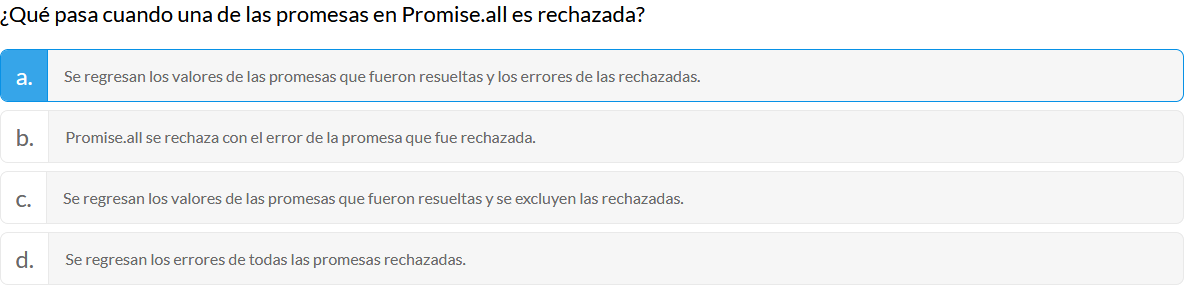 ¿Qué pasa cuando una de las promesas en Promise.all es rechazada?
a. Se regresan los valores de las promesas que fueron resueltas y los errores de las rechazadas.
b. Promise.all se rechaza con el error de la promesa que fue rechazada.
c. Se regresan los valores de las promesas que fueron resueltas y se excluyen las rechazadas.
d. Se regresan los errores de todas las promesas rechazadas.